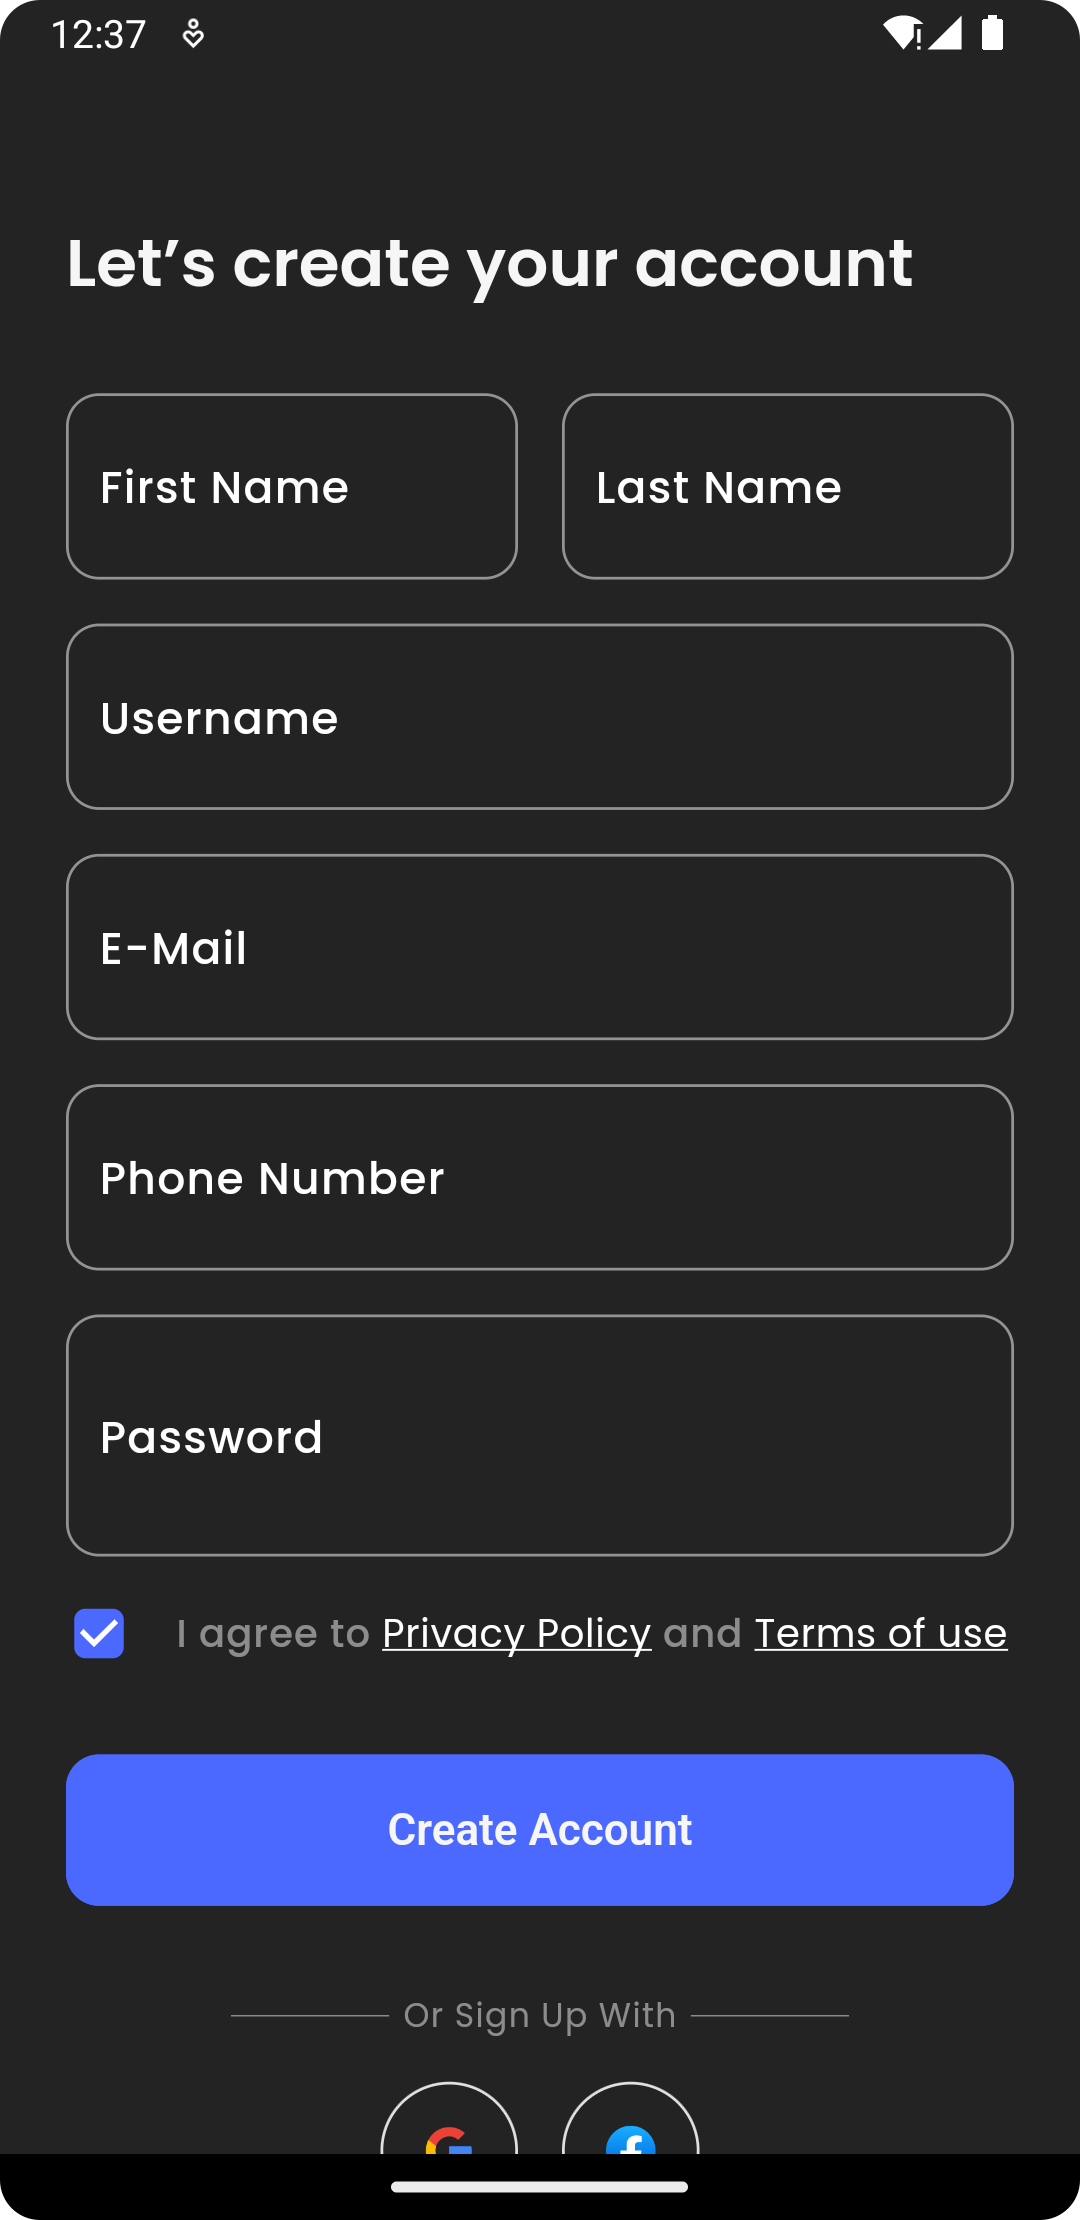 12:37
Let’s create your account
First Name
Last Name
Username
E-Mail
Phone Number
Password
I agree to Privacy Policy and Terms of use
Create Account
Or Sign Up With